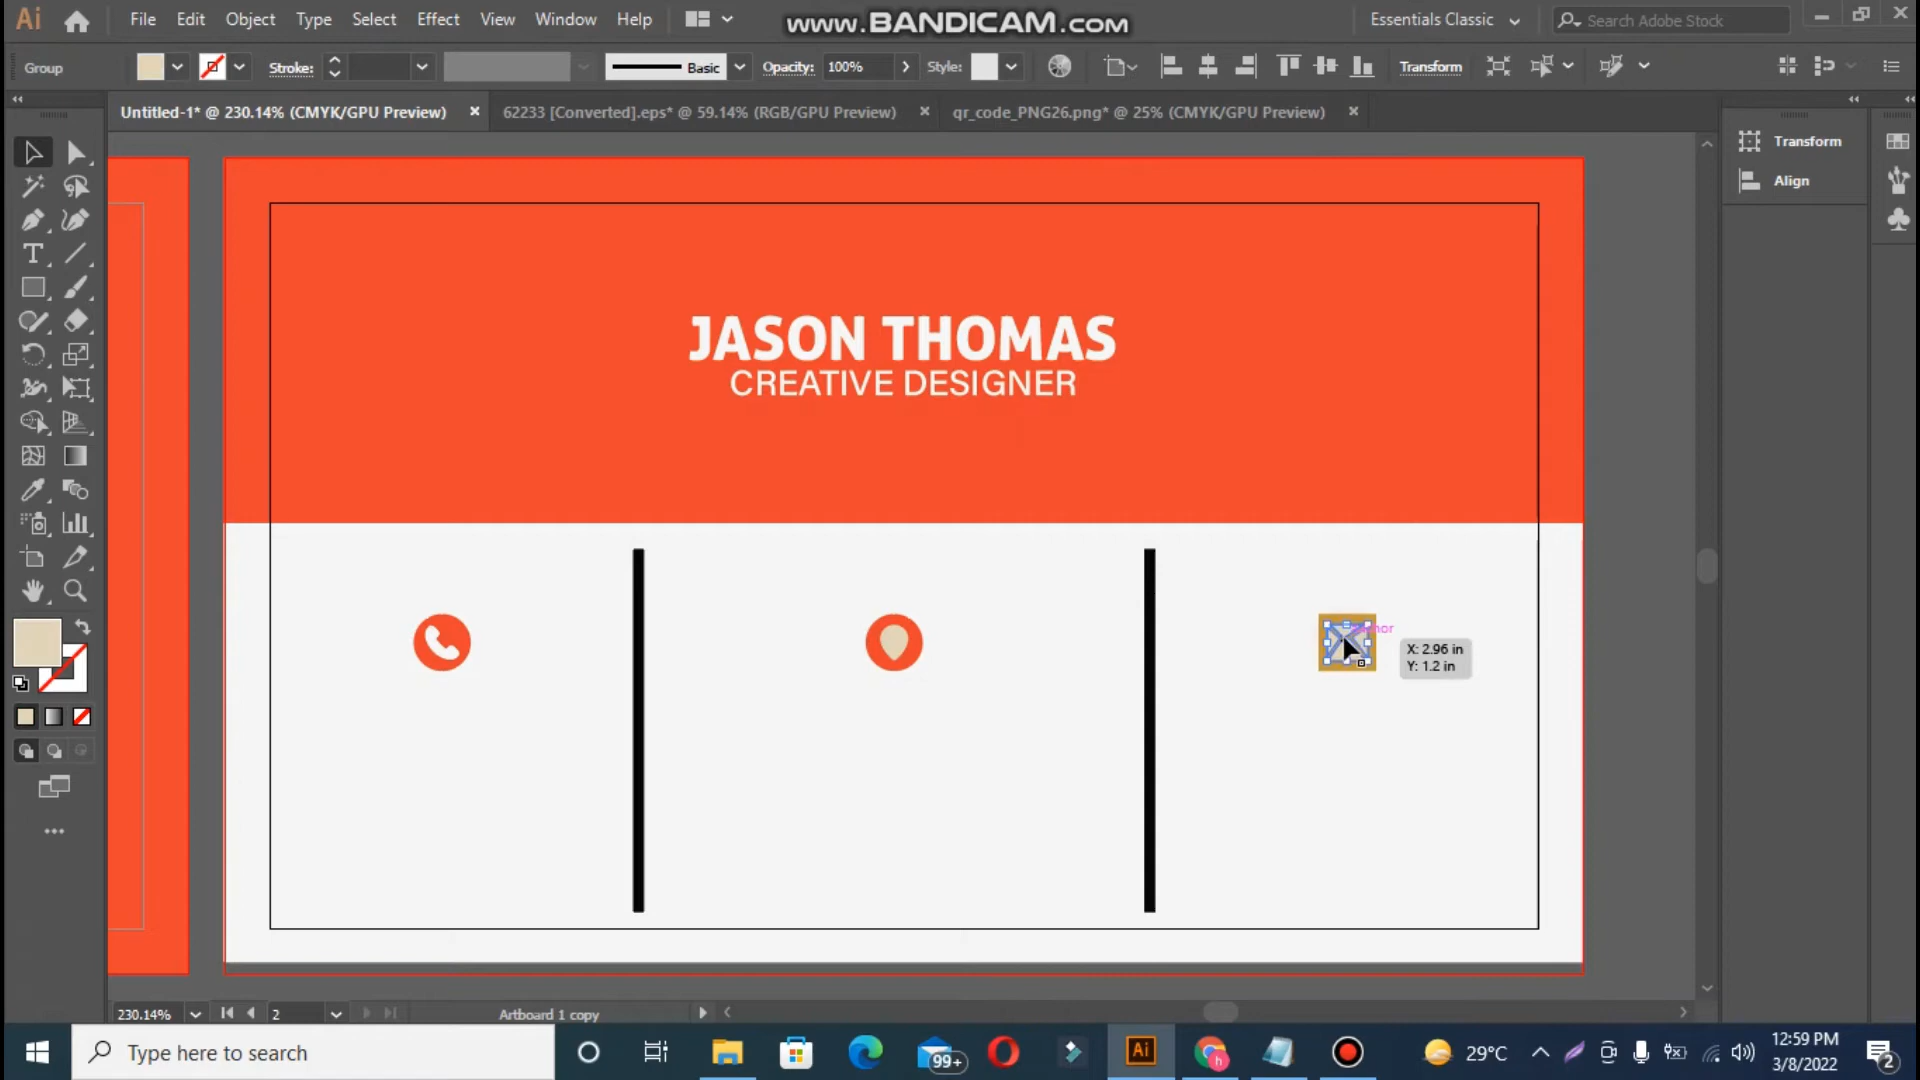 Ai File Edit Object Type Select Effect View Window Help
www.BANDICAM.com
Essentials Classic
Search Adobe Stock
Group
Stroke:
Basic
Opacity: 100%
Style:
Transform
Untitled-1* @ 230.14% (CMYK/GPU Preview)
62233 [Converted].eps* @ 59.14% (RGB/GPU Preview)
qr_code_PNG26.png* @ 25% (CMYK/GPU Preview)
Transform
Align
JASON THOMAS
CREATIVE DESIGNER
X: 2.96 in
Y: 1.2 in
230.14%
2
Artboard 1 copy
Type here to search
99+
Ai
h
29°C
12:59 PM
3/8/2022
2